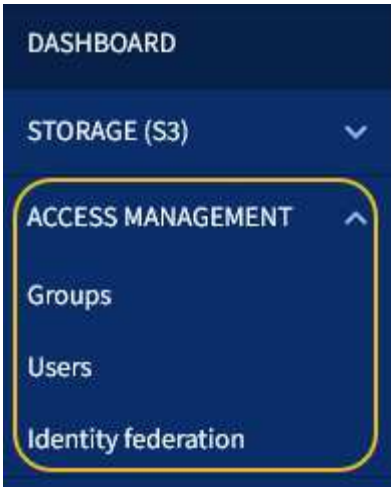 DASHBOARD
STORAGE (S3)
ACCESS MANAGEMENT
Groups
Users
Identity federation